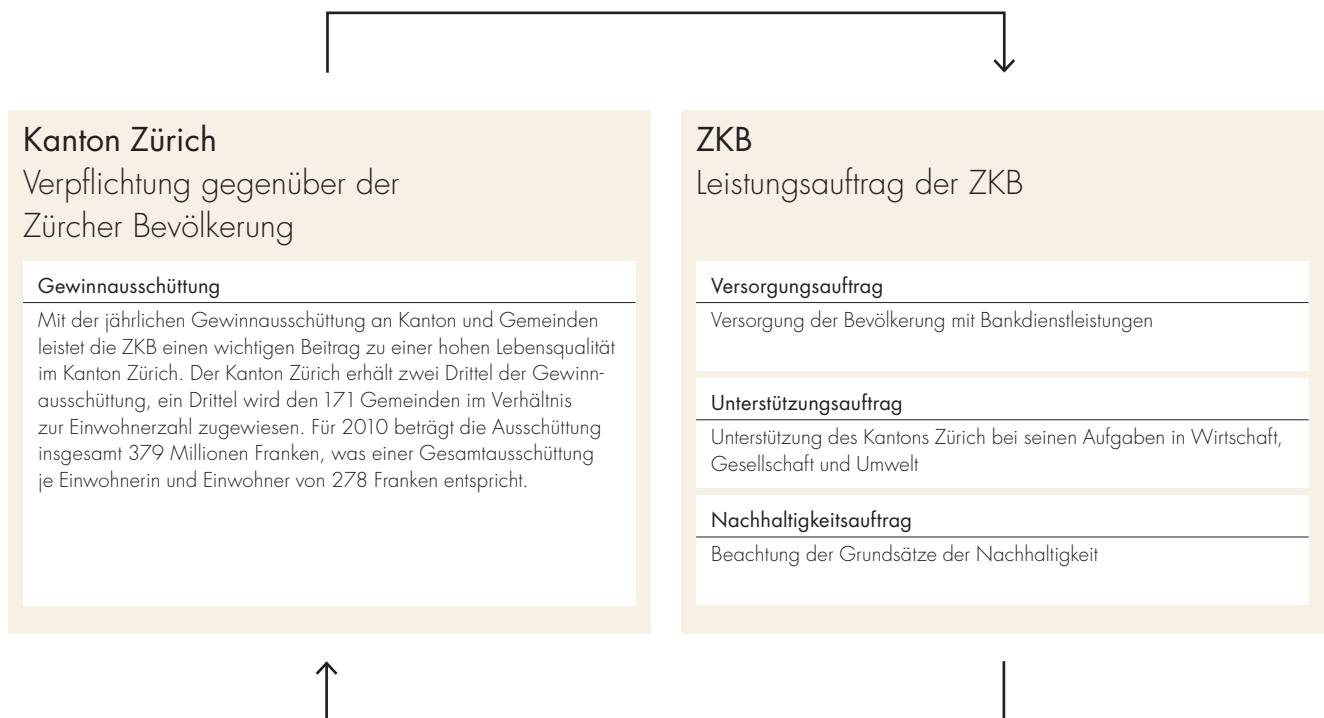 Kanton Zürich
Verpflichtung gegenüber der
Zürcher Bevölkerung
Gewinnausschüttung
Mit der jährlichen Gewinnausschüttung an Kanton und Gemeinden
leistet die ZKB einen wichtigen Beitrag zu einer hohen Lebensqualität
im Kanton Zürich. Der Kanton Zürich erhält zwei Drittel der Gewinn-
ausschüttung, ein Drittel wird den 171 Gemeinden im Verhältnis
zur Einwohnerzahl zugewiesen. Für 2010 beträgt die Ausschüttung
insgesamt 379 Millionen Franken, was einer Gesamtausschüttung
je Einwohnerin und Einwohner von 278 Franken entspricht.
ZKB
Leistungsauftrag der ZKB
Versorgungsauftrag
Versorgung der Bevölkerung mit Bankdienstleistungen
Unterstützungsauftrag
Unterstützung des Kantons Zürich bei seinen Aufgaben in Wirtschaft,
Gesellschaft und Umwelt
Nachhaltigkeitsauftrag
Beachtung der Grundsätze der Nachhaltigkeit